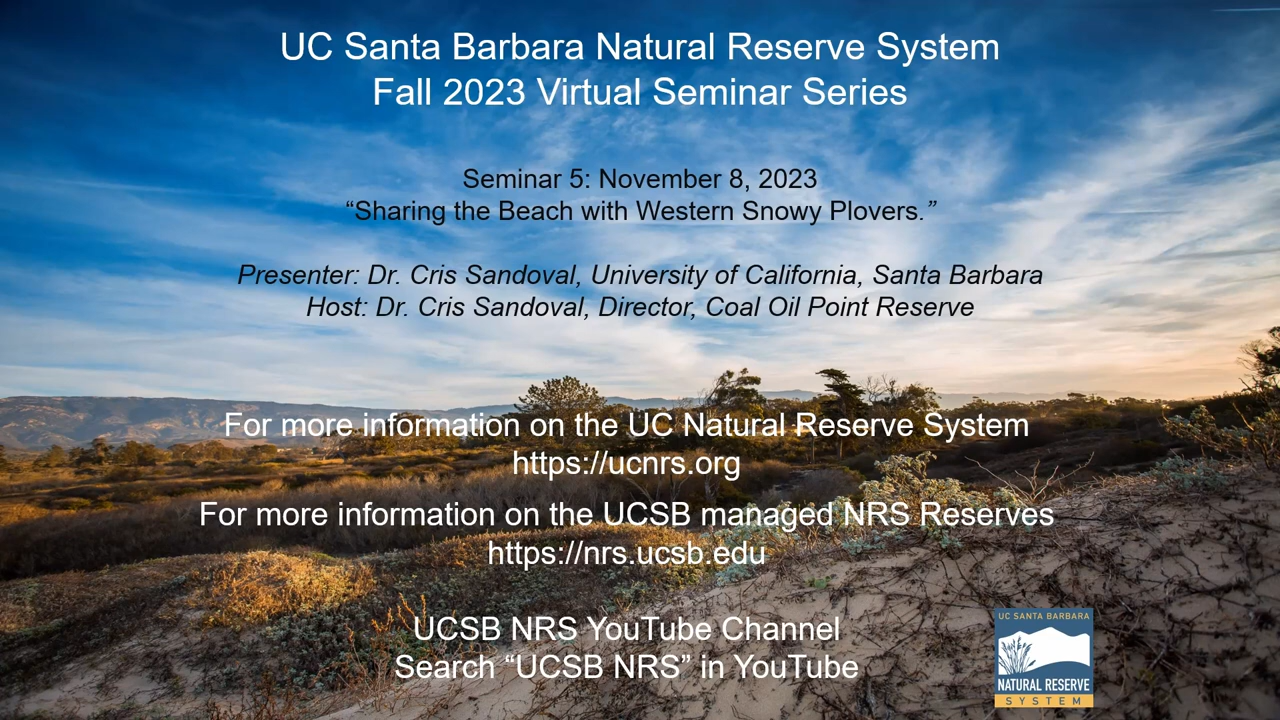 UC Santa Barbara Natural Reserve System
Fall 2023 Virtual Seminar Series
Seminar 5: November 8, 2023
“Sharing the Beach with Western Snowy Plovers.”
Presenter: Dr. Cris Sandoval, University of California, Santa Barbara
Host: Dr. Cris Sandoval, Director, Coal Oil Point Reserve
For more information on the UC Natural Reserve System
https://ucnrs.org
For more information on the UCSB managed NRS Reserves
https://nrs.ucsb.edu
UCSB NRS YouTube Channel
Search “UCSB NRS” in YouTube
UC SANTA BARBARA
NATURAL RESERVE
SYSTEM